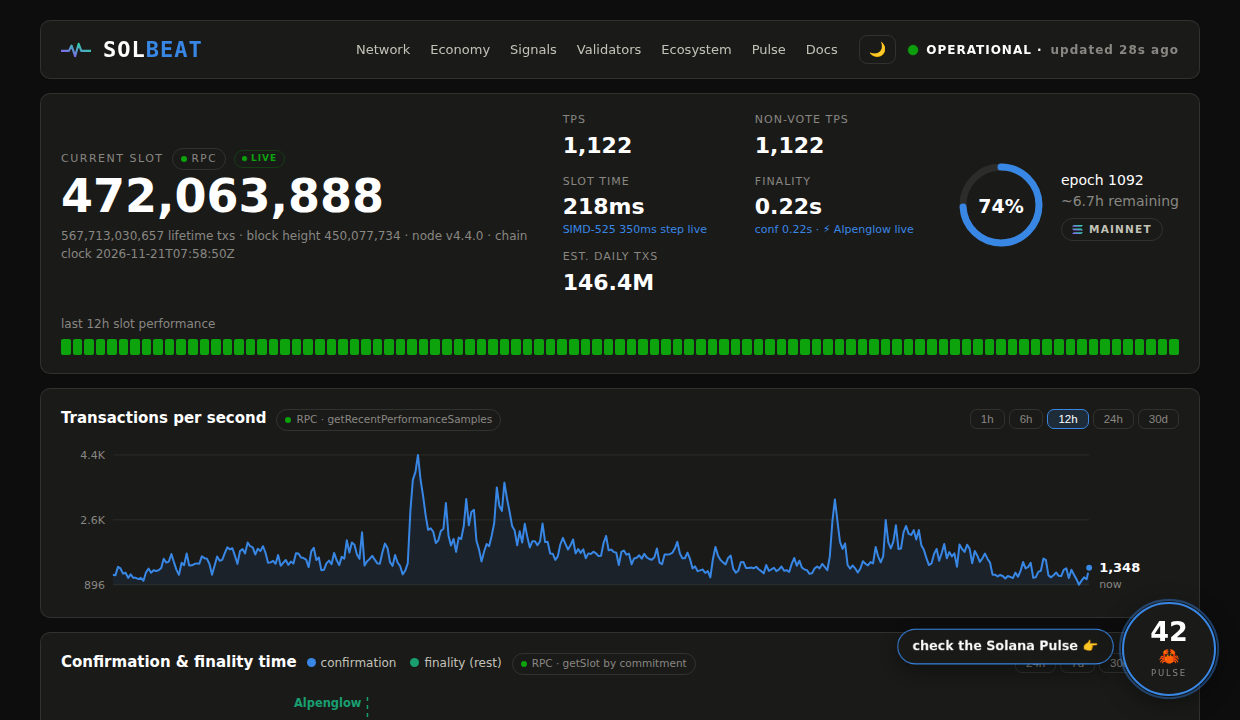 SOLBEAT
Network Economy Signals Validators Ecosystem Pulse Docs
OPERATIONAL · updated 28s ago
CURRENT SLOT RPC LIVE
472,063,888
567,713,030,657 lifetime txs · block height 450,077,734 · node v4.4.0 · chain
clock 2026-11-21T07:58:50Z
TPS
1,122
NON-VOTE TPS
1,122
SLOT TIME
218ms
SIMD-525 350ms step live
FINALITY
0.22s
conf 0.22s · ⚡ Alpenglow live
EST. DAILY TXS
146.4M
74%
epoch 1092
~6.7h remaining
MAINNET
last 12h slot performance
Transactions per second RPC · getRecentPerformanceSamples
1h 6h 12h 24h 30d
4.4K
2.6K
896
1,348
now
Confirmation & finality time confirmation finality (rest) RPC · getSlot by commitment
check the Solana Pulse 👉
42
🦀
PULSE
Alpenglow